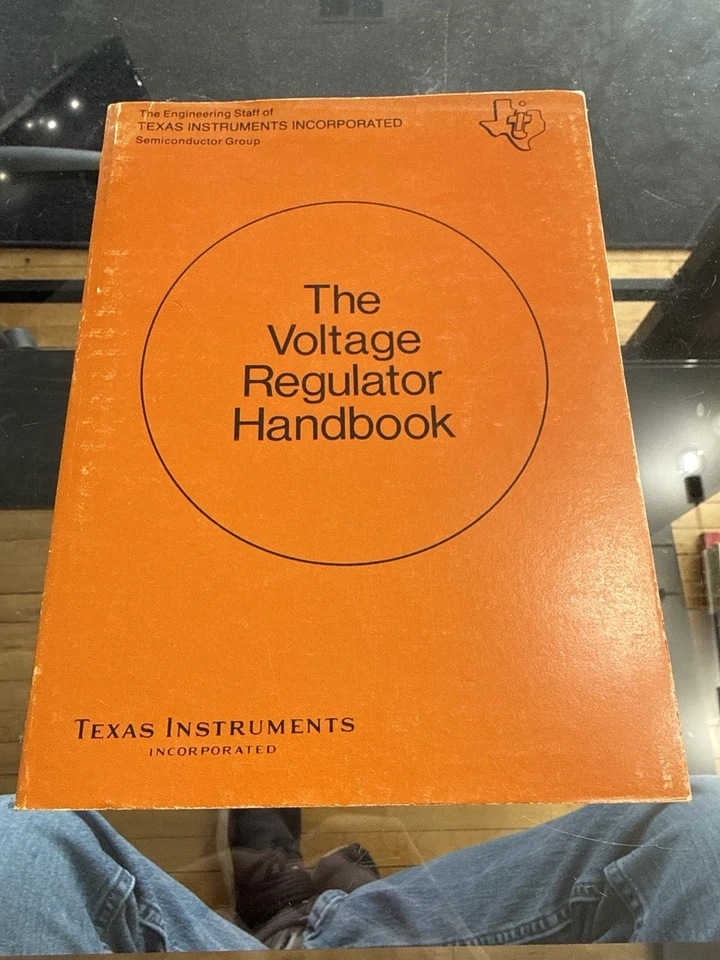 The Engineering Staff of
TEXAS INSTRUMENTS INCORPORATED
Semiconductor Group
The
Voltage
Regulator
Handbook
TEXAS INSTRUMENTS
INCORPORATED